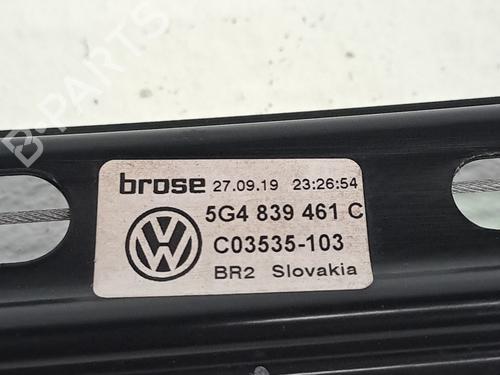 B-PARTS
brose 27.09.19 23:26:54
5G4 839 461 C
C03535-103
BR2 Slovakia